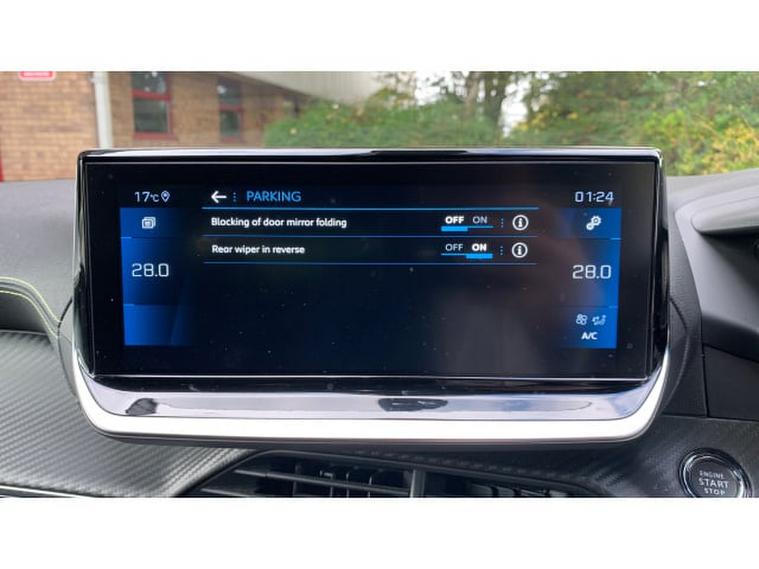 17°C PARKING 01:24
Blocking of door mirror folding OFF ON
Rear wiper in reverse OFF ON
28.0 28.0
A/C
ENGINE
START
STOP